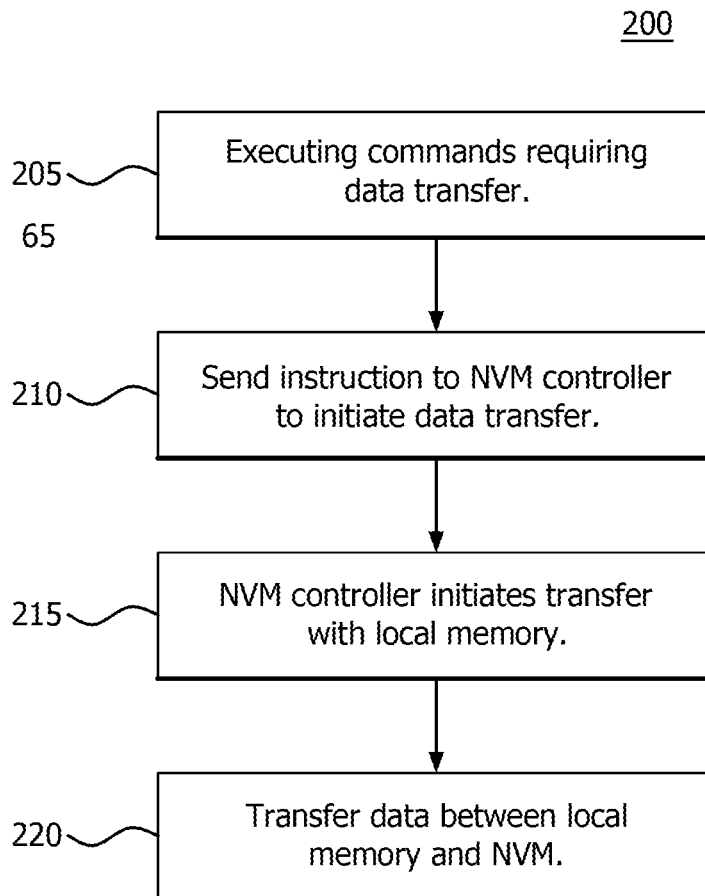 200
205
Executing commands requiring
data transfer.
65
210
Send instruction to NVM controller
to initiate data transfer.
215
NVM controller initiates transfer
with local memory.
220
Transfer data between local
memory and NVM.